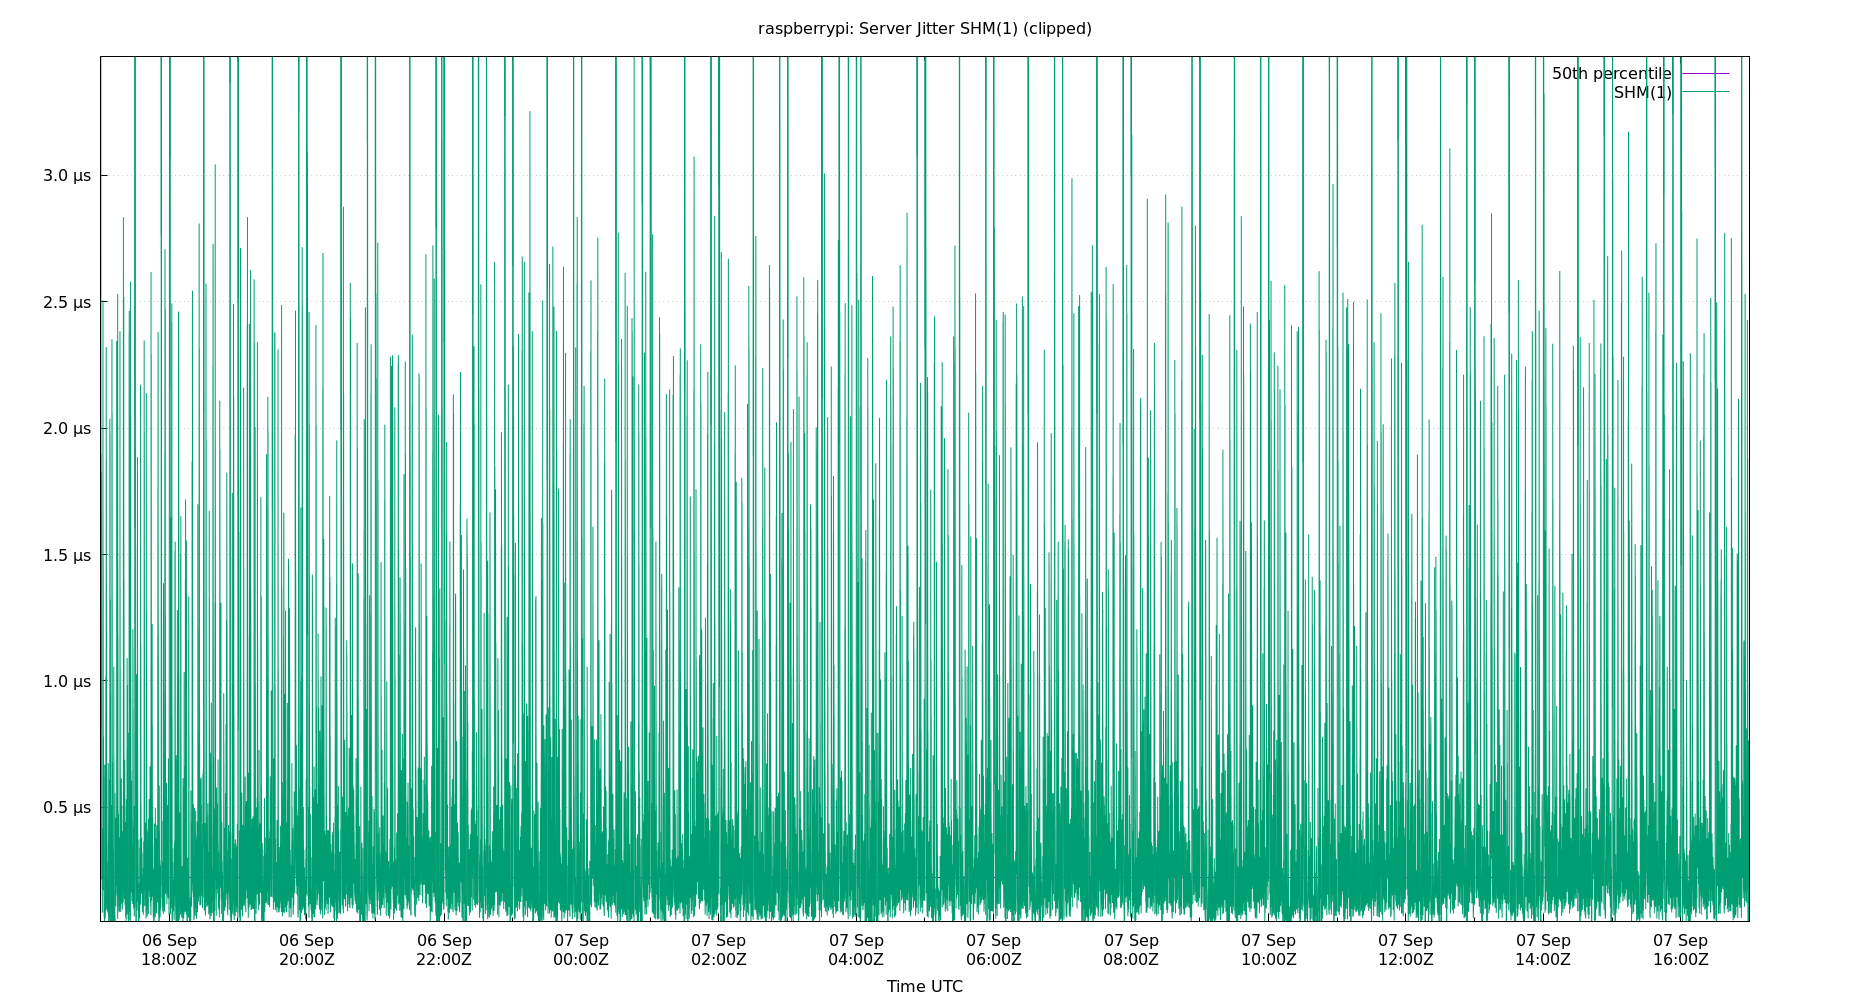 raspberrypi: Server Jitter SHM(1) (clipped)
50th percentile
SHM(1)
3.0 µs
2.5 µs
2.0 µs
1.5 µs
1.0 µs
0.5 µs
06 Sep 06 Sep 06 Sep 07 Sep 07 Sep 07 Sep 07 Sep 07 Sep 07 Sep 07 Sep 07 Sep 07 Sep
18:00Z 20:00Z 22:00Z 00:00Z 02:00Z 04:00Z 06:00Z 08:00Z 10:00Z 12:00Z 14:00Z 16:00Z
Time UTC